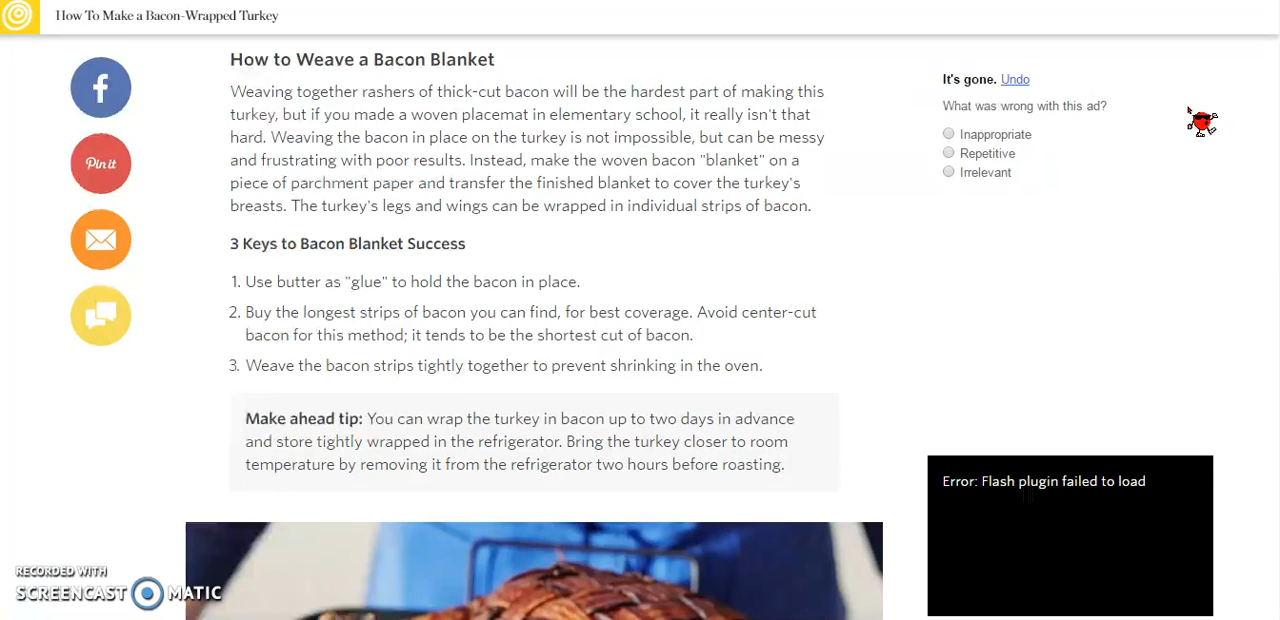 How To Make a Bacon-Wrapped Turkey
How to Weave a Bacon Blanket
Weaving together rashers of thick-cut bacon will be the hardest part of making this
turkey, but if you made a woven placemat in elementary school, it really isn't that
hard. Weaving the bacon in place on the turkey is not impossible, but can be messy
and frustrating with poor results. Instead, make the woven bacon "blanket" on a
piece of parchment paper and transfer the finished blanket to cover the turkey's
breasts. The turkey's legs and wings can be wrapped in individual strips of bacon.
3 Keys to Bacon Blanket Success
1. Use butter as "glue" to hold the bacon in place.
2. Buy the longest strips of bacon you can find, for best coverage. Avoid center-cut
bacon for this method; it tends to be the shortest cut of bacon.
3. Weave the bacon strips tightly together to prevent shrinking in the oven.
Make ahead tip: You can wrap the turkey in bacon up to two days in advance
and store tightly wrapped in the refrigerator. Bring the turkey closer to room
temperature by removing it from the refrigerator two hours before roasting.
f
Pin it
It's gone. Undo
What was wrong with this ad?
Inappropriate
Repetitive
Irrelevant
Error: Flash plugin failed to load
RECORDED WITH
SCREENCAST MATIC